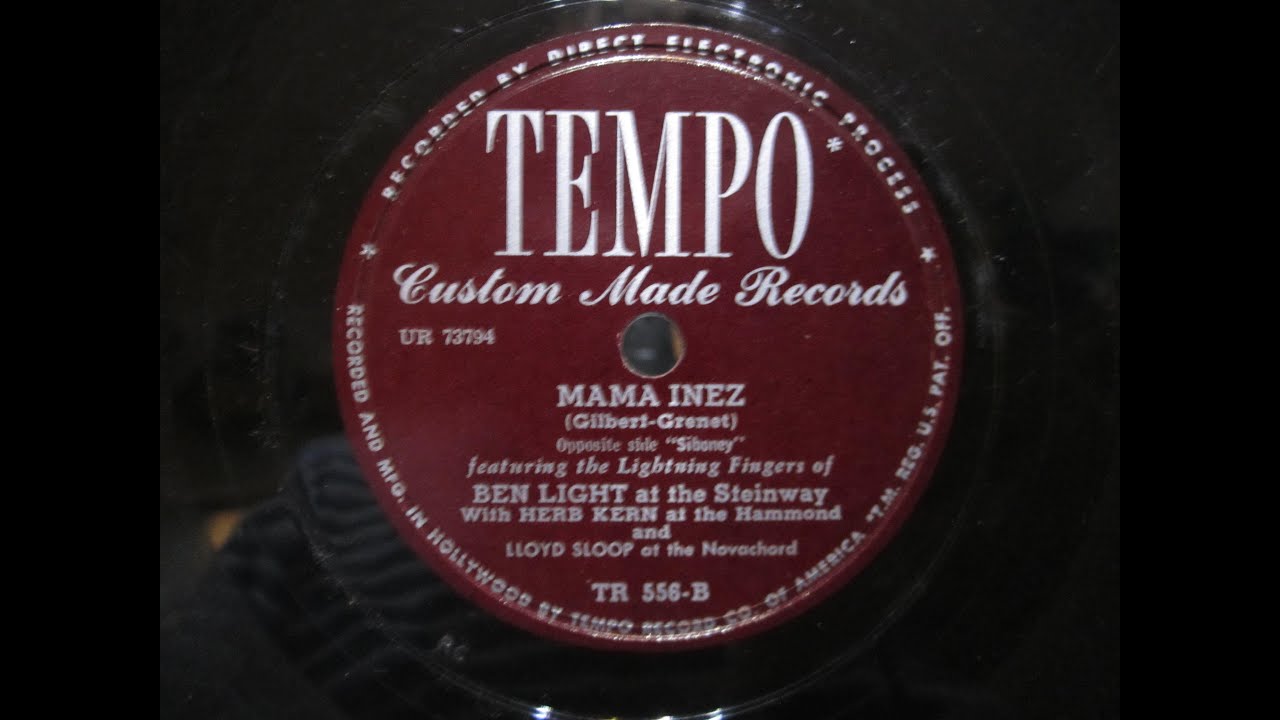 RECORDED BY DIRECT ELECTRONIC PROCESS
TEMPO*
Custom Made Records
UR 73794
MAMA INEZ
(Gilbert-Grenet)
Opposite side "Siboney"
featuring the Lightning Fingers of
BEN LIGHT at the Steinway
With HERB KERN at the Hammond
and
LLOYD SLOOP at the Novachord
TR 556-B
RECORDED AND MFG. IN HOLLYWOOD BY TEMPO RECORD CO. OF AMERICA *T.M. REG. U.S. PAT. OFF.